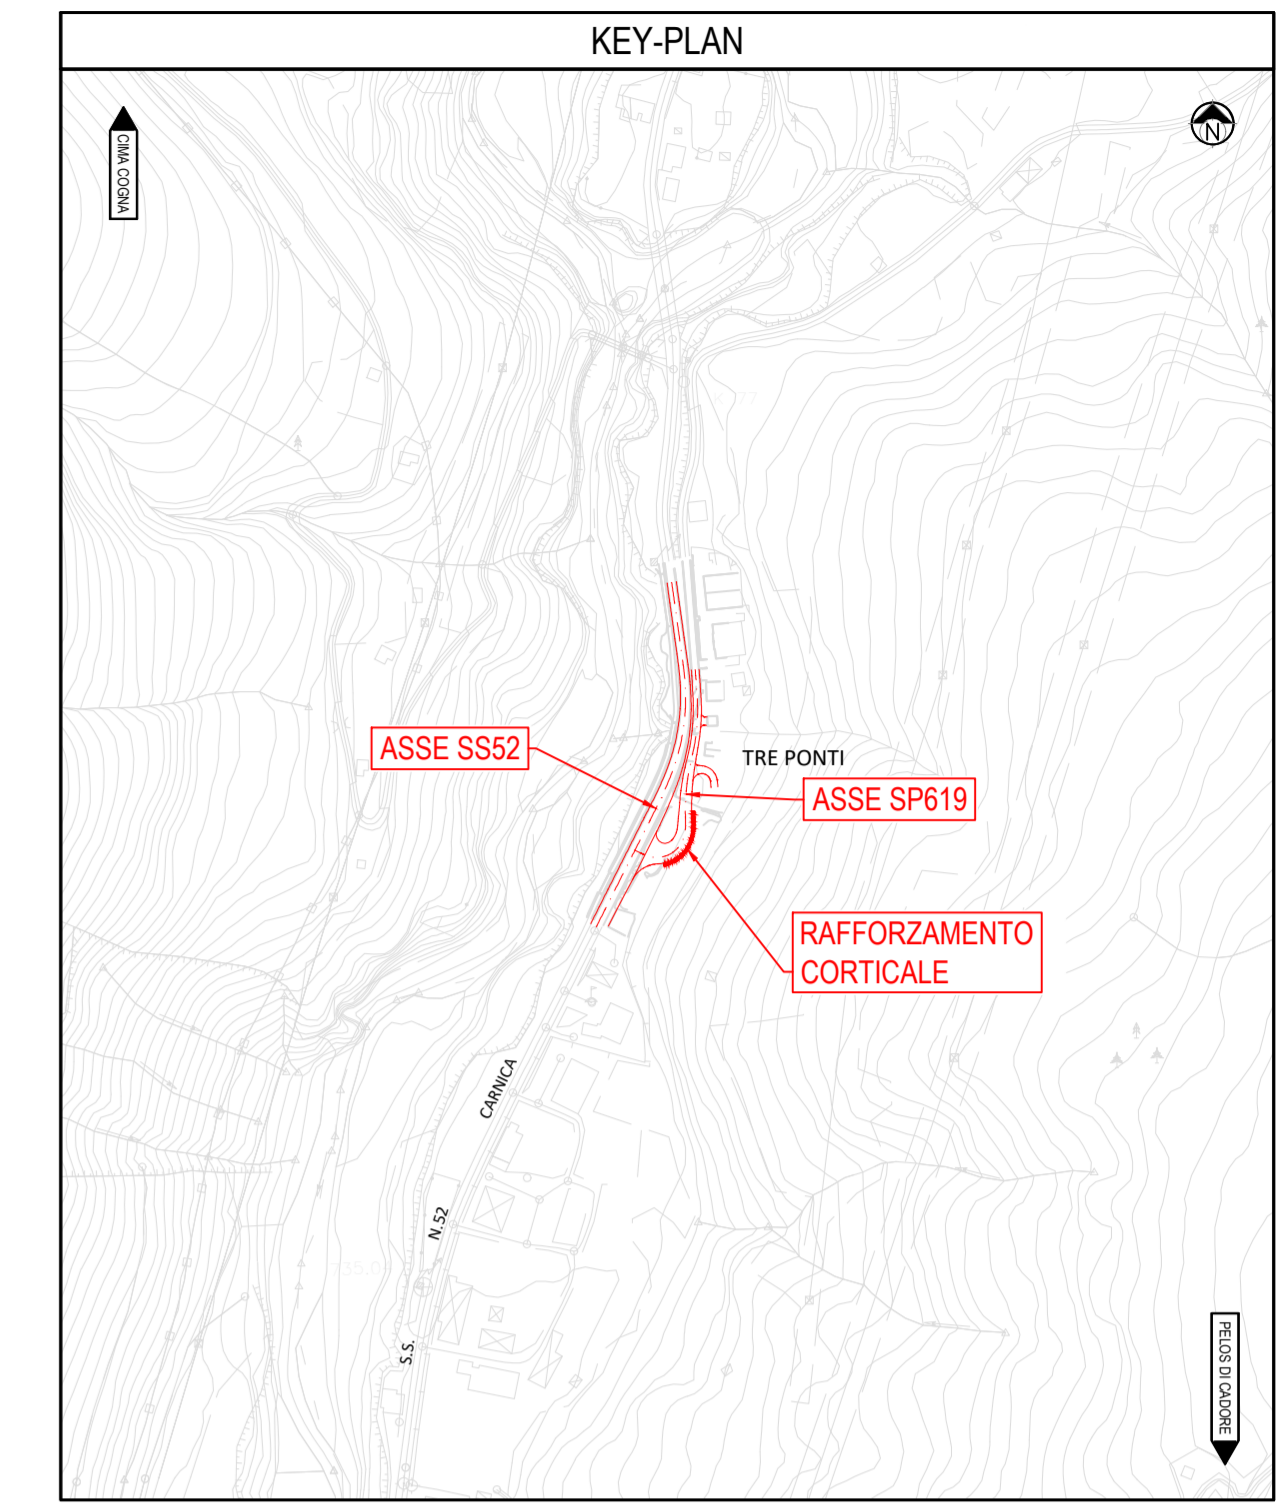 KEY-PLAN
CIMA COGNA
N
ASSE SS52
TRE PONTI
ASSE SP619
RAFFORZAMENTO
CORTICALE
CARNICA
N.52
S.S.
PELOS DI CADORE